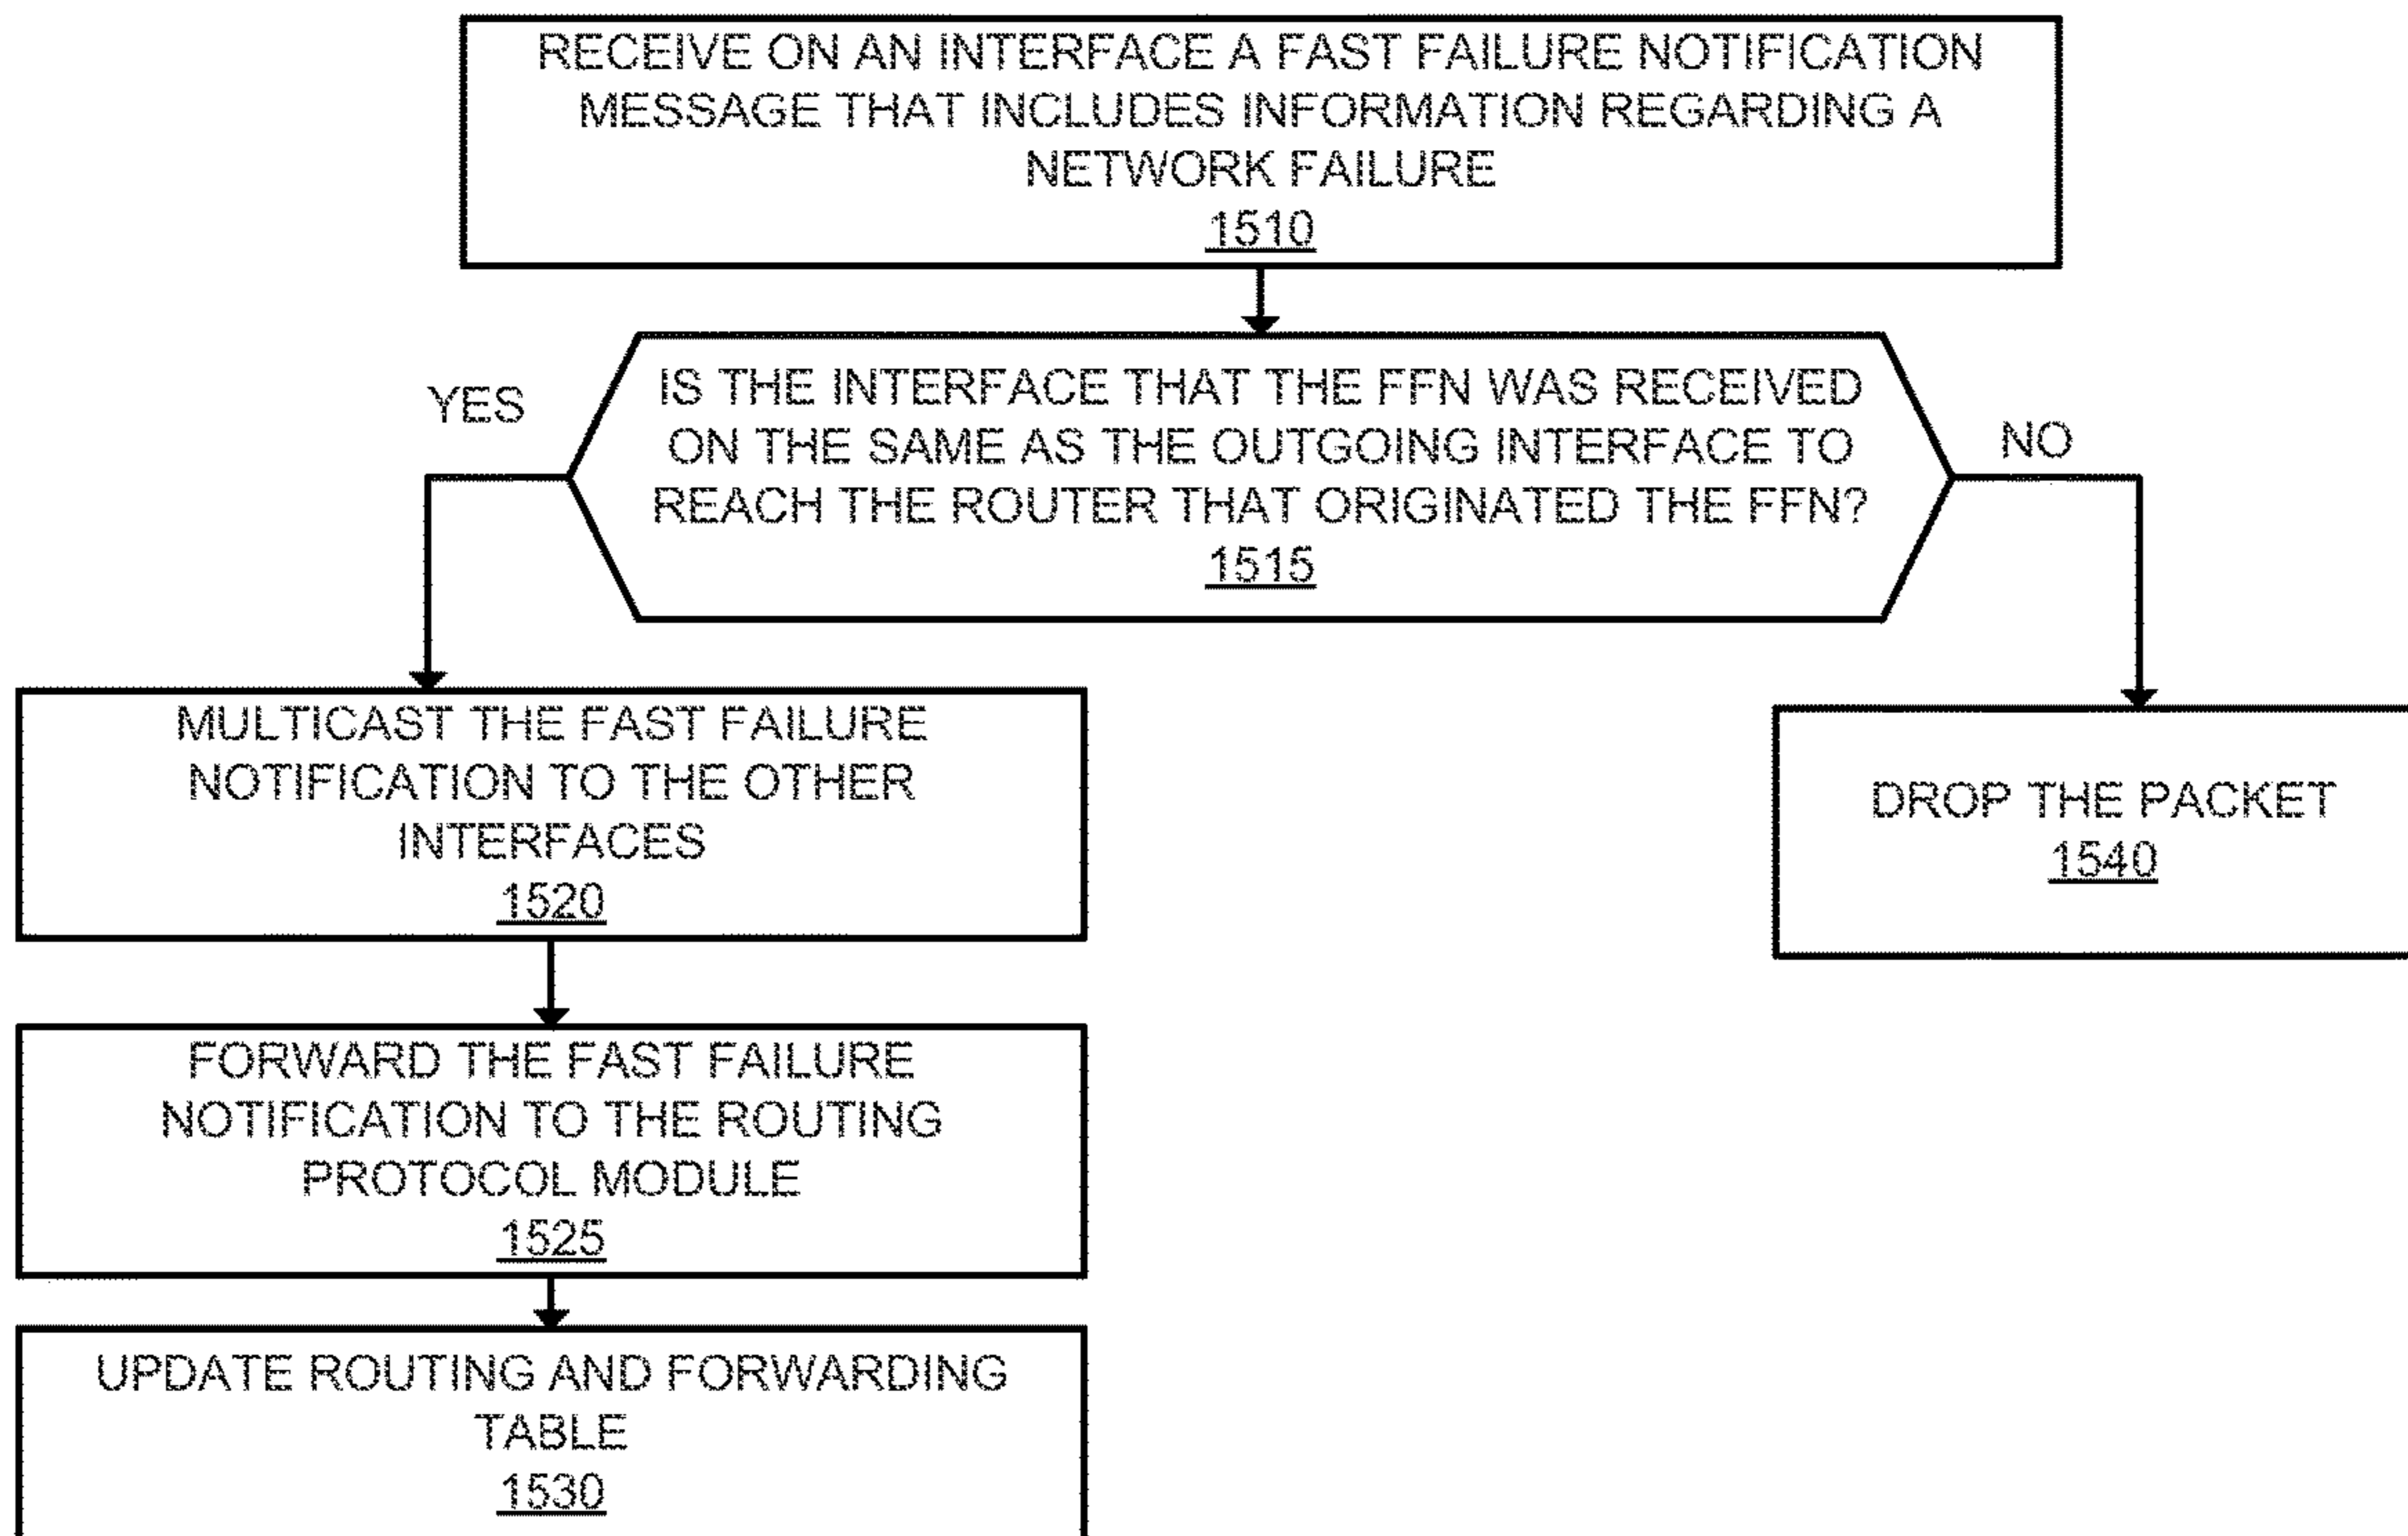 RECEIVE ON AN INTERFACE A FAST FAILURE NOTIFICATION
MESSAGE THAT INCLUDES INFORMATION REGARDING A
NETWORK FAILURE
1510
YES
IS THE INTERFACE THAT THE FFN WAS RECEIVED
ON THE SAME AS THE OUTGOING INTERFACE TO
REACH THE ROUTER THAT ORIGINATED THE FFN?
1515
NO
MULTICAST THE FAST FAILURE
NOTIFICATION TO THE OTHER
INTERFACES
1520
DROP THE PACKET
1540
FORWARD THE FAST FAILURE
NOTIFICATION TO THE ROUTING
PROTOCOL MODULE
1525
UPDATE ROUTING AND FORWARDING
TABLE
1530